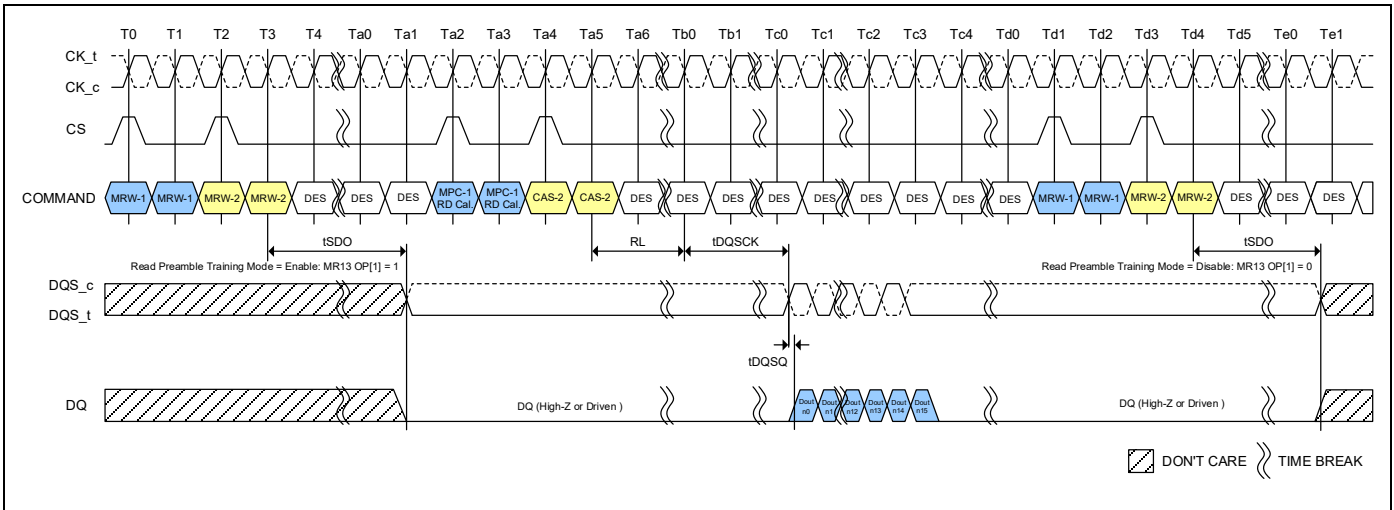 T0 T1 T2 T3 T4 Ta0 Ta1 Ta2 Ta3 Ta4 Ta5 Ta6 Tb0 Tb1 Tc0 Tc1 Tc2 Tc3 Tc4 Td0 Td1 Td2 Td3 Td4 Td5 Te0 Te1
CK_t
CK_c
CS
COMMAND MRW-1 MRW-1 MRW-2 MRW-2 DES DES DES MPC-1 RD Cal. MPC-1 RD Cal. CAS-2 CAS-2 DES DES DES DES DES DES DES DES DES MRW-1 MRW-1 MRW-2 MRW-2 DES DES DES
tSDO RL tDQSCK tSDO
Read Preamble Training Mode = Enable: MR13 OP[1] = 1 Read Preamble Training Mode = Disable: MR13 OP[1] = 0
DQS_c
DQS_t
tDQSQ
DQ DQ (High-Z or Driven ) Dout n0 Dout n1 Dout n12 Dout n13 Dout n14 Dout n15 DQ (High-Z or Driven )
DON'T CARE TIME BREAK